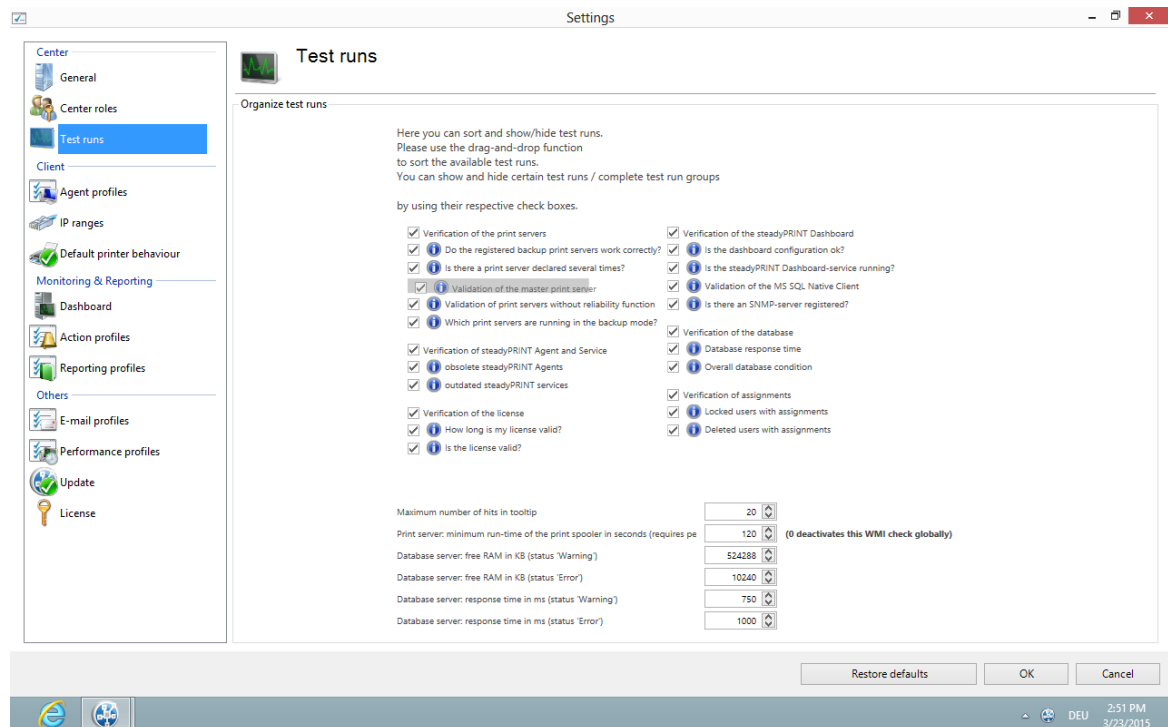 Settings
Center
General
Center roles
Test runs
Client
Agent profiles
IP ranges
Default printer behaviour
Monitoring & Reporting
Dashboard
Action profiles
Reporting profiles
Others
E-mail profiles
Performance profiles
Update
License
Test runs
Organize test runs
Here you can sort and show/hide test runs.
Please use the drag-and-drop function
to sort the available test runs.
You can show and hide certain test runs / complete test run groups
by using their respective check boxes.
Verification of the print servers
Do the registered backup print servers work correctly?
Is there a print server declared several times?
Validation of the master print server
Validation of print servers without reliability function
Which print servers are running in the backup mode?
Verification of steadyPRINT Agent and Service
obsolete steadyPRINT Agents
outdated steadyPRINT services
Verification of the license
How long is my license valid?
Is the license valid?
Verification of the steadyPRINT Dashboard
Is the dashboard configuration ok?
Is the steadyPRINT Dashboard-service running?
Validation of the MS SQL Native Client
Is there an SNMP-server registered?
Verification of the database
Database response time
Overall database condition
Verification of assignments
Locked users with assignments
Deleted users with assignments
Maximum number of hits in tooltip 20
Print server: minimum run-time of the print spooler in seconds (requires pe 120 (0 deactivates this WMI check globally)
Database server: free RAM in KB (status 'Warning') 524288
Database server: free RAM in KB (status 'Error') 10240
Database server: response time in ms (status 'Warning') 750
Database server: response time in ms (status 'Error') 1000
Restore defaults OK Cancel
DEU 2:51 PM
3/23/2015